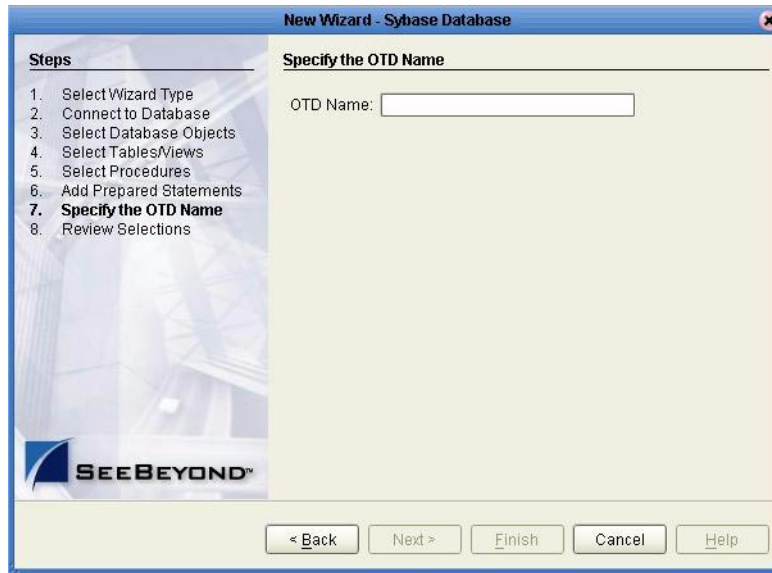 New Wizard - Sybase Database
Steps
1. Select Wizard Type
2. Connect to Database
3. Select Database Objects
4. Select Tables/Views
5. Select Procedures
6. Add Prepared Statements
7. Specify the OTD Name
8. Review Selections
SEEBEYOND™
Specify the OTD Name
OTD Name:
< Back
Next >
Finish
Cancel
Help